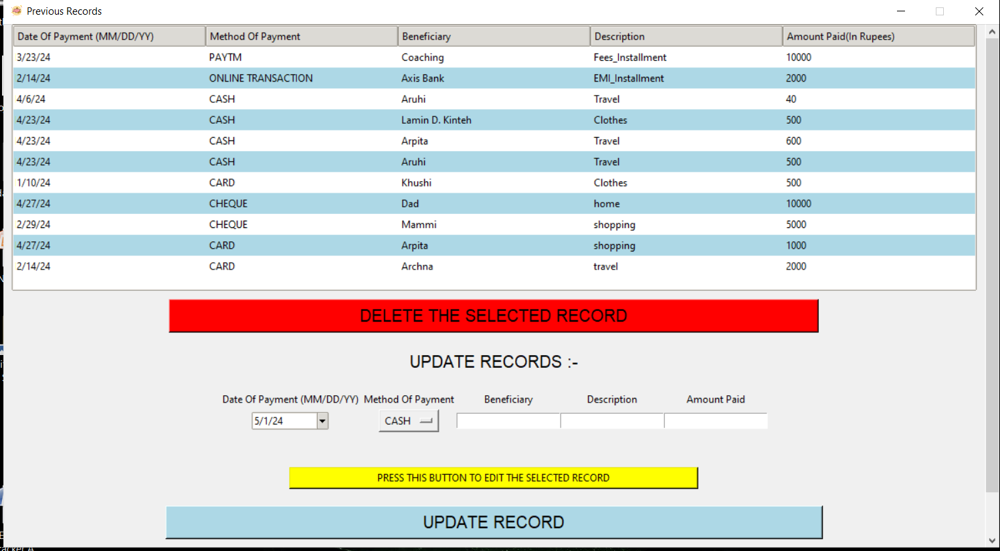 Previous Records
Date Of Payment (MM/DD/YY) Method Of Payment Beneficiary Description Amount Paid(In Rupees)
3/23/24 PAYTM Coaching Fees_Installment 10000
2/14/24 ONLINE TRANSACTION Axis Bank EMI_Installment 2000
4/6/24 CASH Aruhi Travel 40
4/23/24 CASH Lamin D. Kinteh Clothes 500
4/23/24 CASH Arpita Travel 600
4/23/24 CASH Aruhi Travel 500
1/10/24 CARD Khushi Clothes 500
4/27/24 CHEQUE Dad home 10000
2/29/24 CHEQUE Mammi shopping 5000
4/27/24 CARD Arpita shopping 1000
2/14/24 CARD Archna travel 2000
DELETE THE SELECTED RECORD
UPDATE RECORDS :-
Date Of Payment (MM/DD/YY) Method Of Payment Beneficiary Description Amount Paid
5/1/24 CASH
PRESS THIS BUTTON TO EDIT THE SELECTED RECORD
UPDATE RECORD